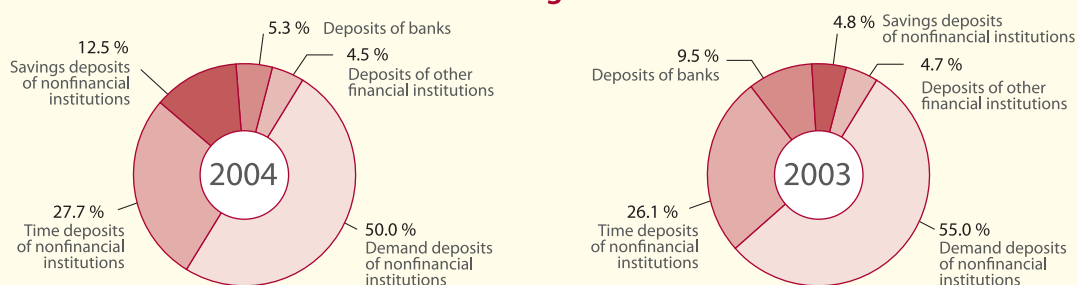 5.3 % Deposits of banks
12.5 %
Savings deposits
of nonfinancial
institutions
4.5 %
Deposits of other
financial institutions
2004
27.7 %
Time deposits
of nonfinancial
institutions
50.0 %
Demand deposits
of nonfinancial
institutions
4.8 % Savings deposits
of nonfinancial institutions
9.5 %
Deposits of banks
4.7 %
Deposits of other
financial institutions
2003
26.1 %
Time deposits
of nonfinancial
institutions
55.0 %
Demand deposits
of nonfinancial
institutions